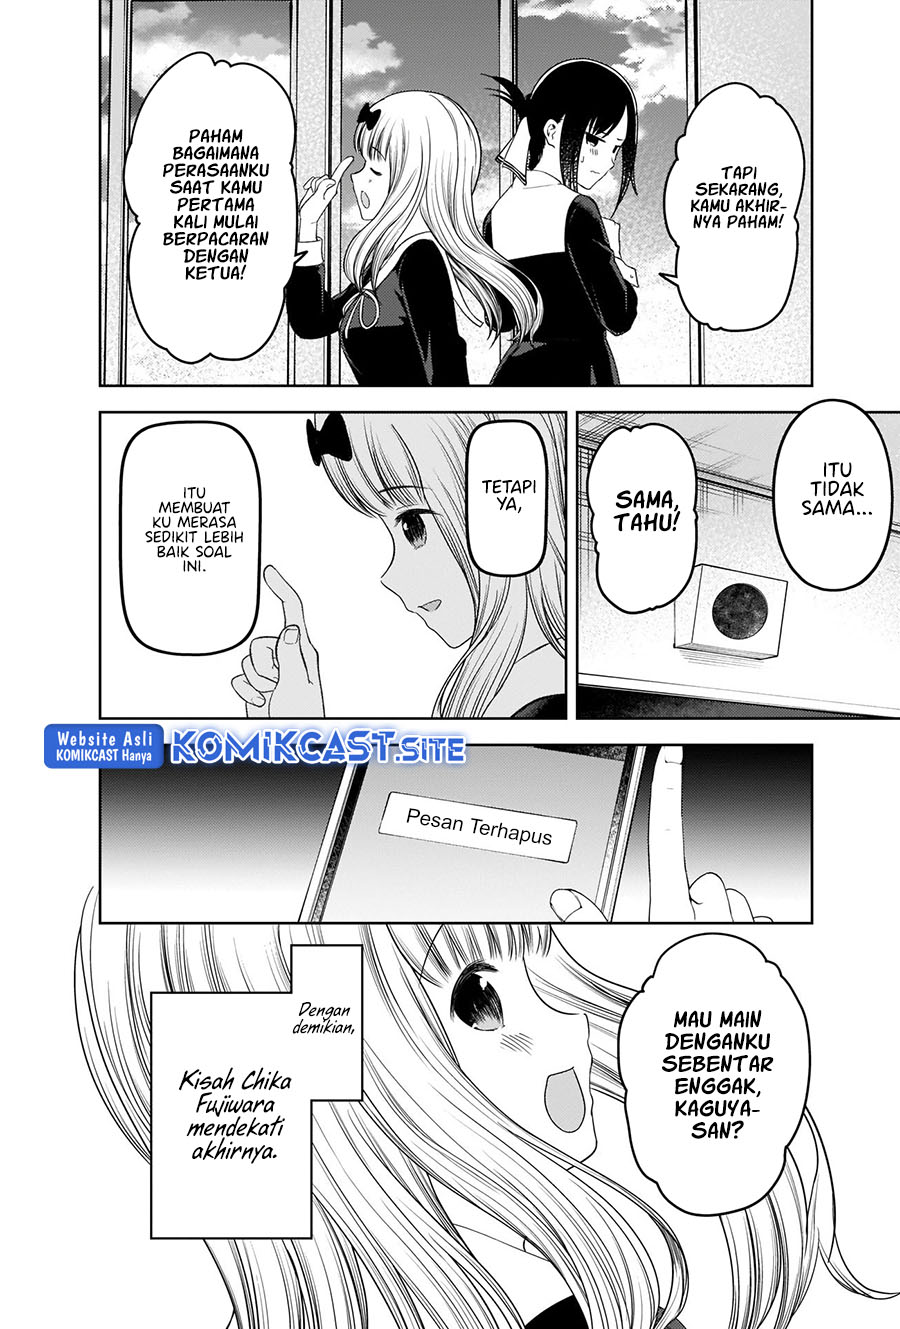 TAPI
SEKARANG,
KAMU AKHIR-
NYA PAHAM!
PAHAM
BAGAIMANA
PERASAANKU
SAAT KAMU
PERTAMA
KALI MULAI
BERPACARAN
DENGAN
KETUA!
ITU
TIDAK
SAMA...
SAMA,
TAHU!
TETAPI
YA,
ITU
MEMBUAT
KU MERASA
SEDIKIT LEBIH
BAIK SOAL
INI.
Website Asli
KOMIKCAST Hanya
KOMIKCAST.SITE
Pesan Terhapus
MAU MAIN
DENGANKU
SEBENTAR
ENGGAK,
KAGUYA-
SAN?
Dengan
demikian,
Kisah Chika
Fujiwara
mendekati
akhirnya.